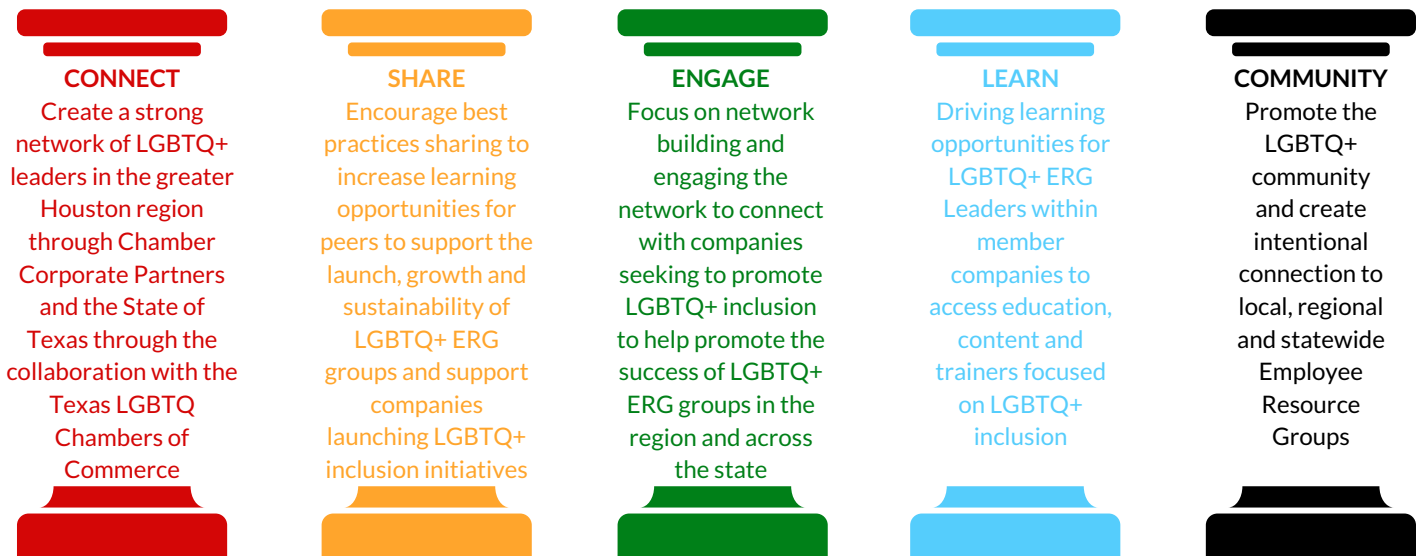 CONNECT
Create a strong
network of LGBTQ+
leaders in the greater
Houston region
through Chamber
Corporate Partners
and the State of
Texas through the
collaboration with the
Texas LGBTQ
Chambers of
Commerce
SHARE
Encourage best
practices sharing to
increase learning
opportunities for
peers to support the
launch, growth and
sustainability of
LGBTQ+ ERG
groups and support
companies
launching LGBTQ+
inclusion initiatives
ENGAGE
Focus on network
building and
engaging the
network to connect
with companies
seeking to promote
LGBTQ+ inclusion
to help promote the
success of LGBTQ+
ERG groups in the
region and across
the state
LEARN
Driving learning
opportunities for
LGBTQ+ ERG
Leaders within
member
companies to
access education,
content and
trainers focused
on LGBTQ+
inclusion
COMMUNITY
Promote the
LGBTQ+
community
and create
intentional
connection to
local, regional
and statewide
Employee
Resource
Groups